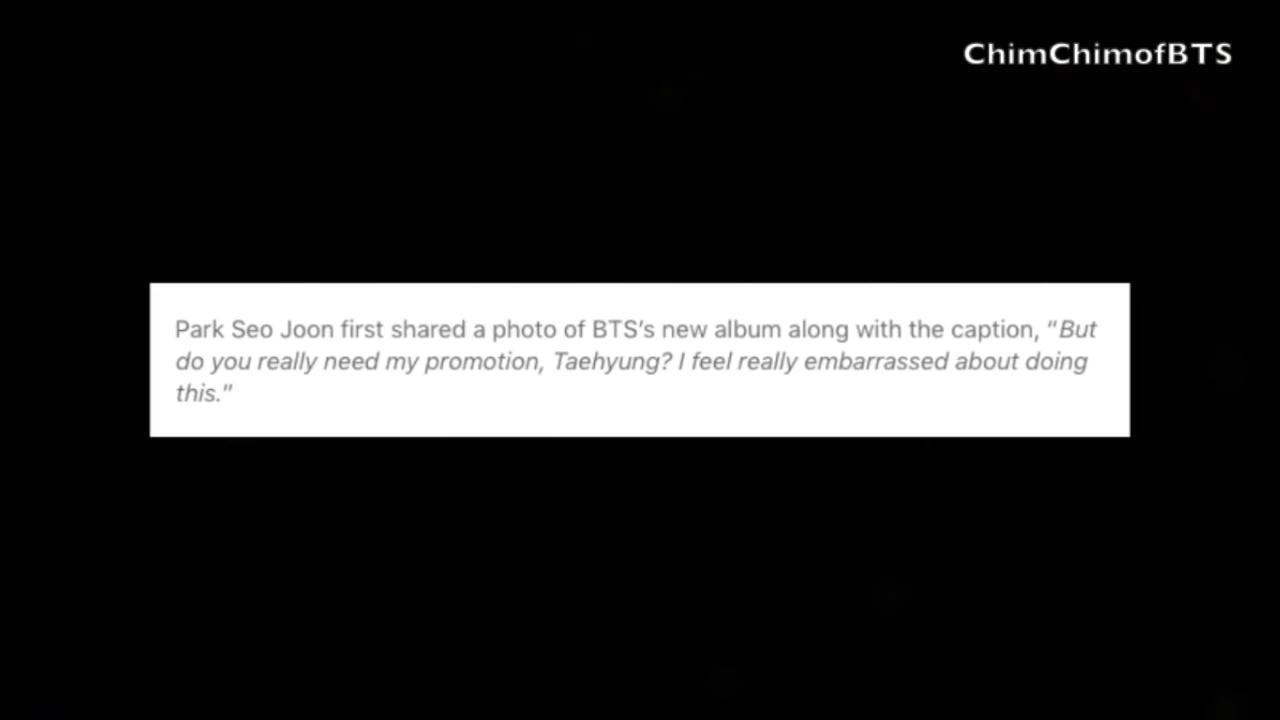 ChimChimofBTS
Park Seo Joon first shared a photo of BTS's new album along with the caption, "But
do you really need my promotion, Taehyung? I feel really embarrassed about doing
this."